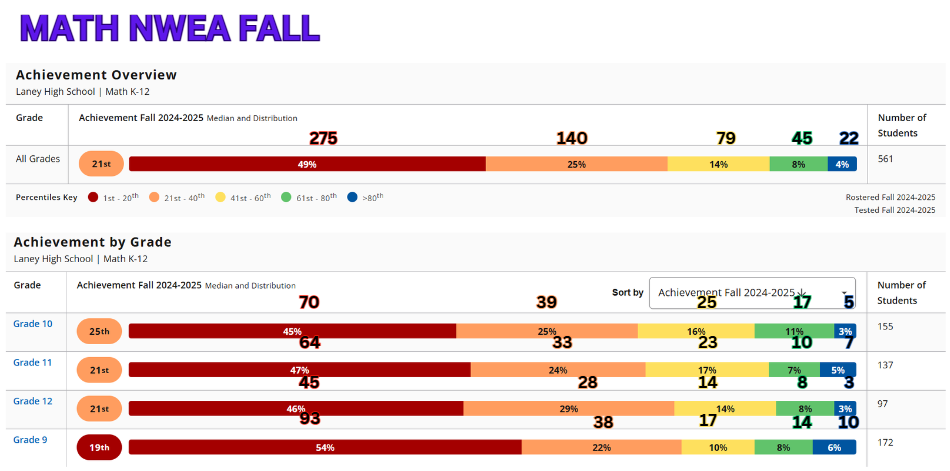 MATH NWEA FALL
Achievement Overview
Laney High School | Math K-12
Grade Achievement Fall 2024-2025 Median and Distribution Number of Students
275 140 79 45 22
All Grades 21st 49% 25% 14% 8% 4% 561
Percentiles Key 1st - 20th 21st - 40th 41st - 60th 61st - 80th >80th Rostered Fall 2024-2025
Tested Fall 2024-2025
Achievement by Grade
Laney High School | Math K-12
Grade Achievement Fall 2024-2025 Median and Distribution Sort by Achievement Fall 2024-2025 ↓ Number of Students
70 39 25 17 5
Grade 10 25th 45% 25% 16% 11% 3% 155
64 33 23 10 7
Grade 11 21st 47% 24% 17% 7% 5% 137
45 28 14 8 3
Grade 12 21st 46% 29% 14% 8% 3% 97
93 38 17 14 10
Grade 9 19th 54% 22% 10% 8% 6% 172